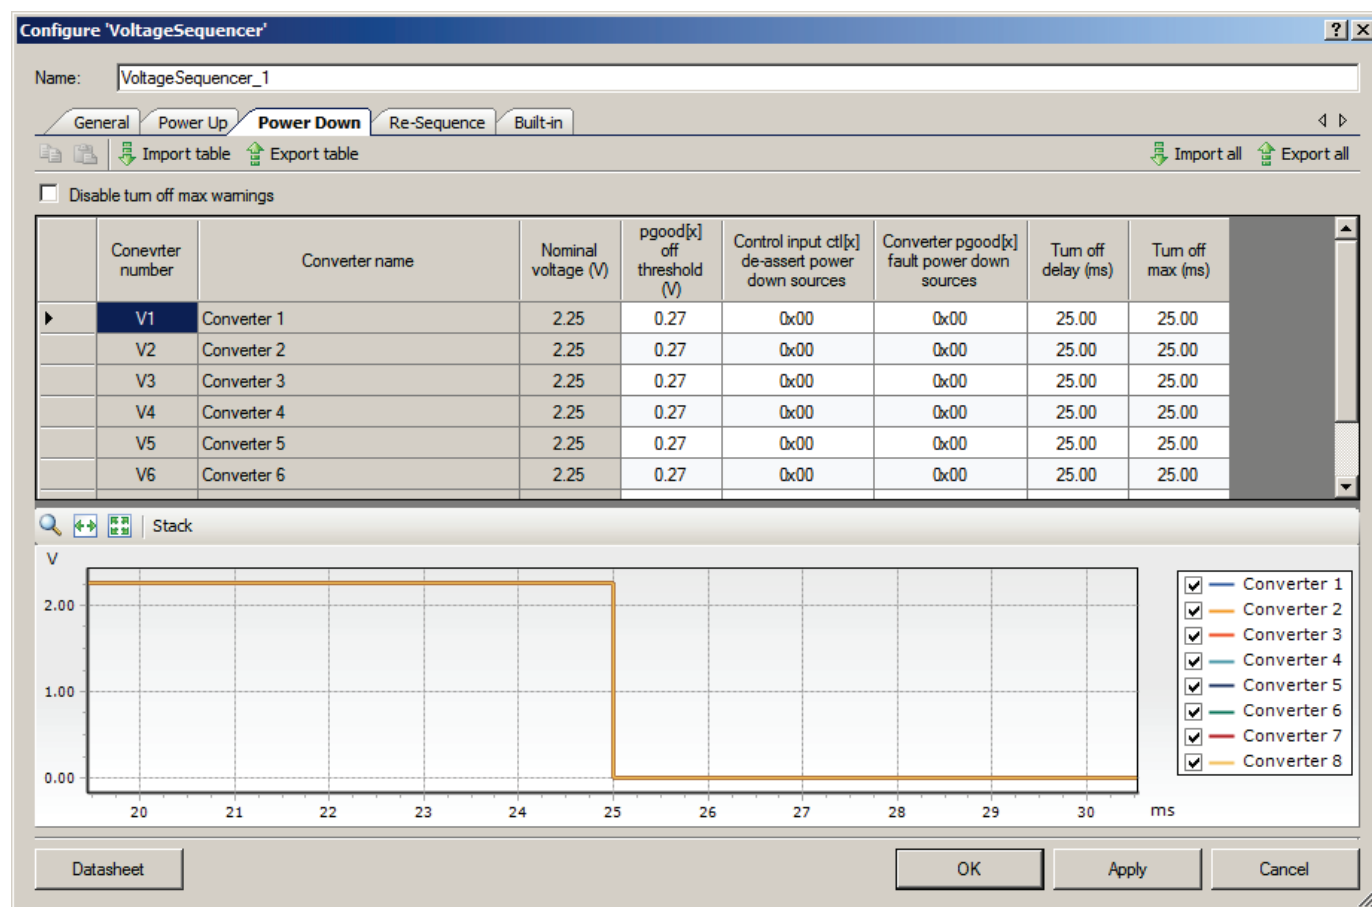 Configure 'VoltageSequencer'
Name: VoltageSequencer_1
General Power Up Power Down Re-Sequence Built-in
Import table Export table Import all Export all
Disable turn off max warnings
Conevrter number Converter name Nominal voltage (V) pgood[x] off threshold (V) Control input ctl[x] de-assert power down sources Converter pgood[x] fault power down sources Turn off delay (ms) Turn off max (ms)
V1 Converter 1 2.25 0.27 0x00 0x00 25.00 25.00
V2 Converter 2 2.25 0.27 0x00 0x00 25.00 25.00
V3 Converter 3 2.25 0.27 0x00 0x00 25.00 25.00
V4 Converter 4 2.25 0.27 0x00 0x00 25.00 25.00
V5 Converter 5 2.25 0.27 0x00 0x00 25.00 25.00
V6 Converter 6 2.25 0.27 0x00 0x00 25.00 25.00
Stack
V
2.00
1.00
0.00
20 21 22 23 24 25 26 27 28 29 30 ms
Converter 1
Converter 2
Converter 3
Converter 4
Converter 5
Converter 6
Converter 7
Converter 8
Datasheet OK Apply Cancel